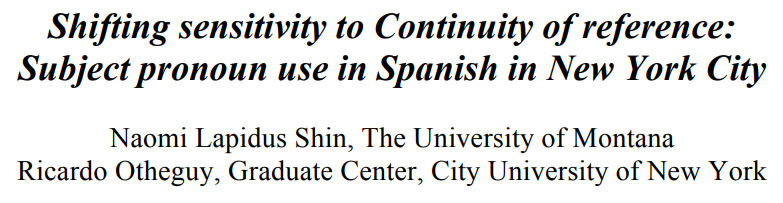 Shifting sensitivity to Continuity of reference:
Subject pronoun use in Spanish in New York City
Naomi Lapidus Shin, The University of Montana
Ricardo Otheguy, Graduate Center, City University of New York